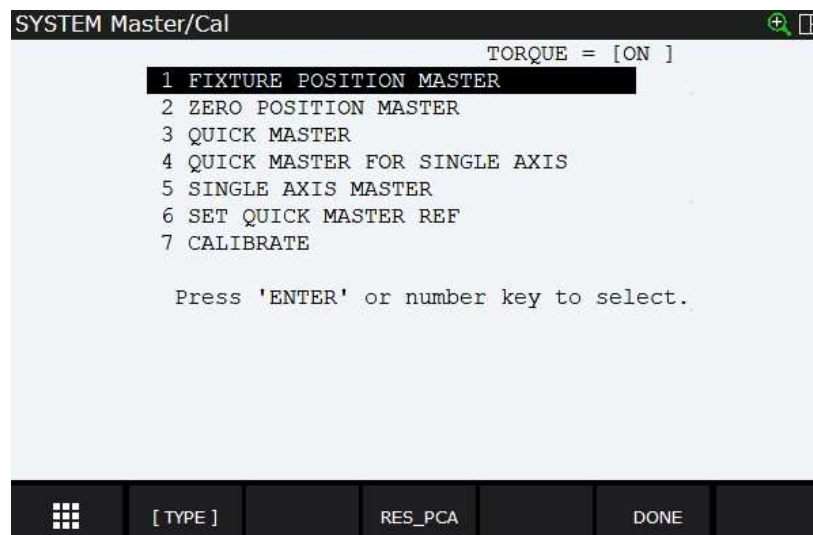 SYSTEM Master/Cal
TORQUE = [ON ]
1 FIXTURE POSITION MASTER
2 ZERO POSITION MASTER
3 QUICK MASTER
4 QUICK MASTER FOR SINGLE AXIS
5 SINGLE AXIS MASTER
6 SET QUICK MASTER REF
7 CALIBRATE
Press 'ENTER' or number key to select.
[ TYPE ] RES_PCA DONE